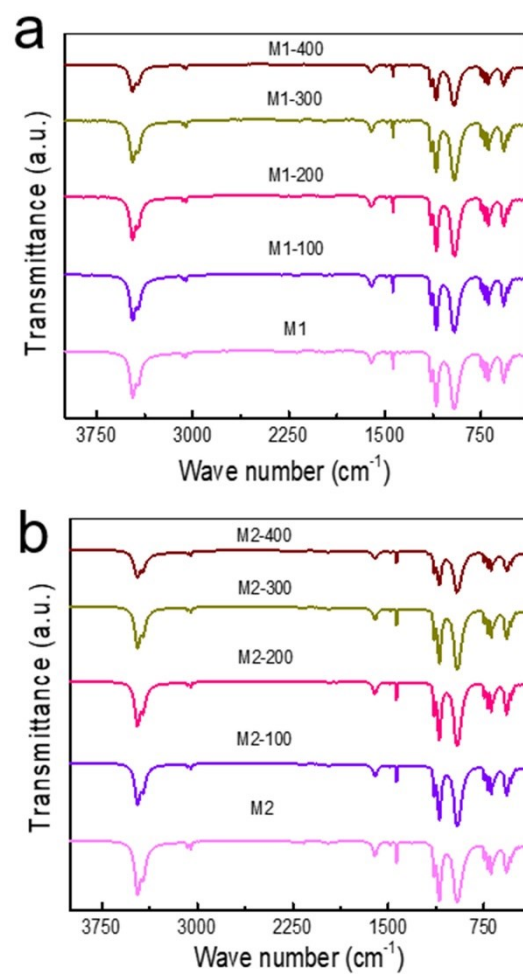 a
M1-400
M1-300
M1-200
M1-100
M1
Transmittance (a.u.)
3750 3000 2250 1500 750
Wave number (cm⁻¹)
b
M2-400
M2-300
M2-200
M2-100
M2
Transmittance (a.u.)
3750 3000 2250 1500 750
Wave number (cm⁻¹)